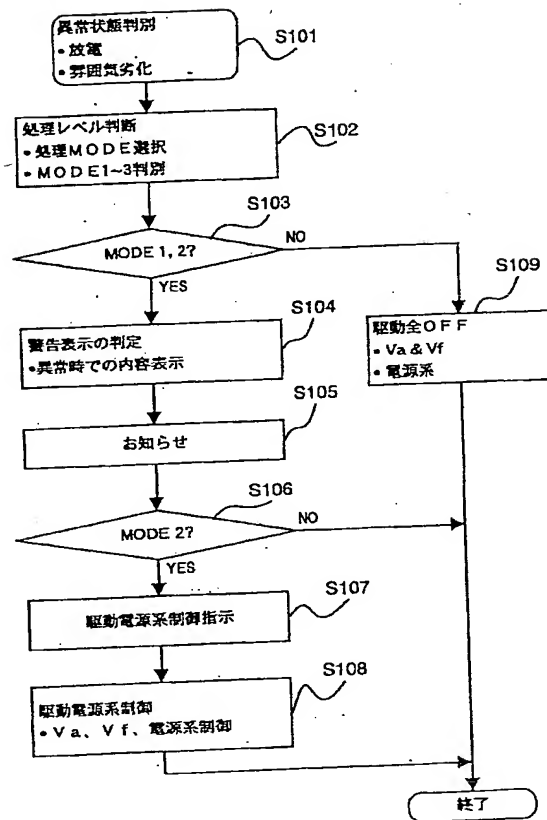 異常状態判別
• 放電
• 雰囲気劣化
S101
処理レベル判断
• 処理MODE選択
• MODE1~3判別
S102
S103
MODE 1, 2?
NO
YES
S104
警告表示の判定
• 異常時での内容表示
S109
駆動全OFF
• Va & Vf
• 電源系
S105
お知らせ
S106
MODE 2?
NO
YES
S107
駆動電源系制御指示
S108
駆動電源系制御
• Va、Vf、電源系制御
終了